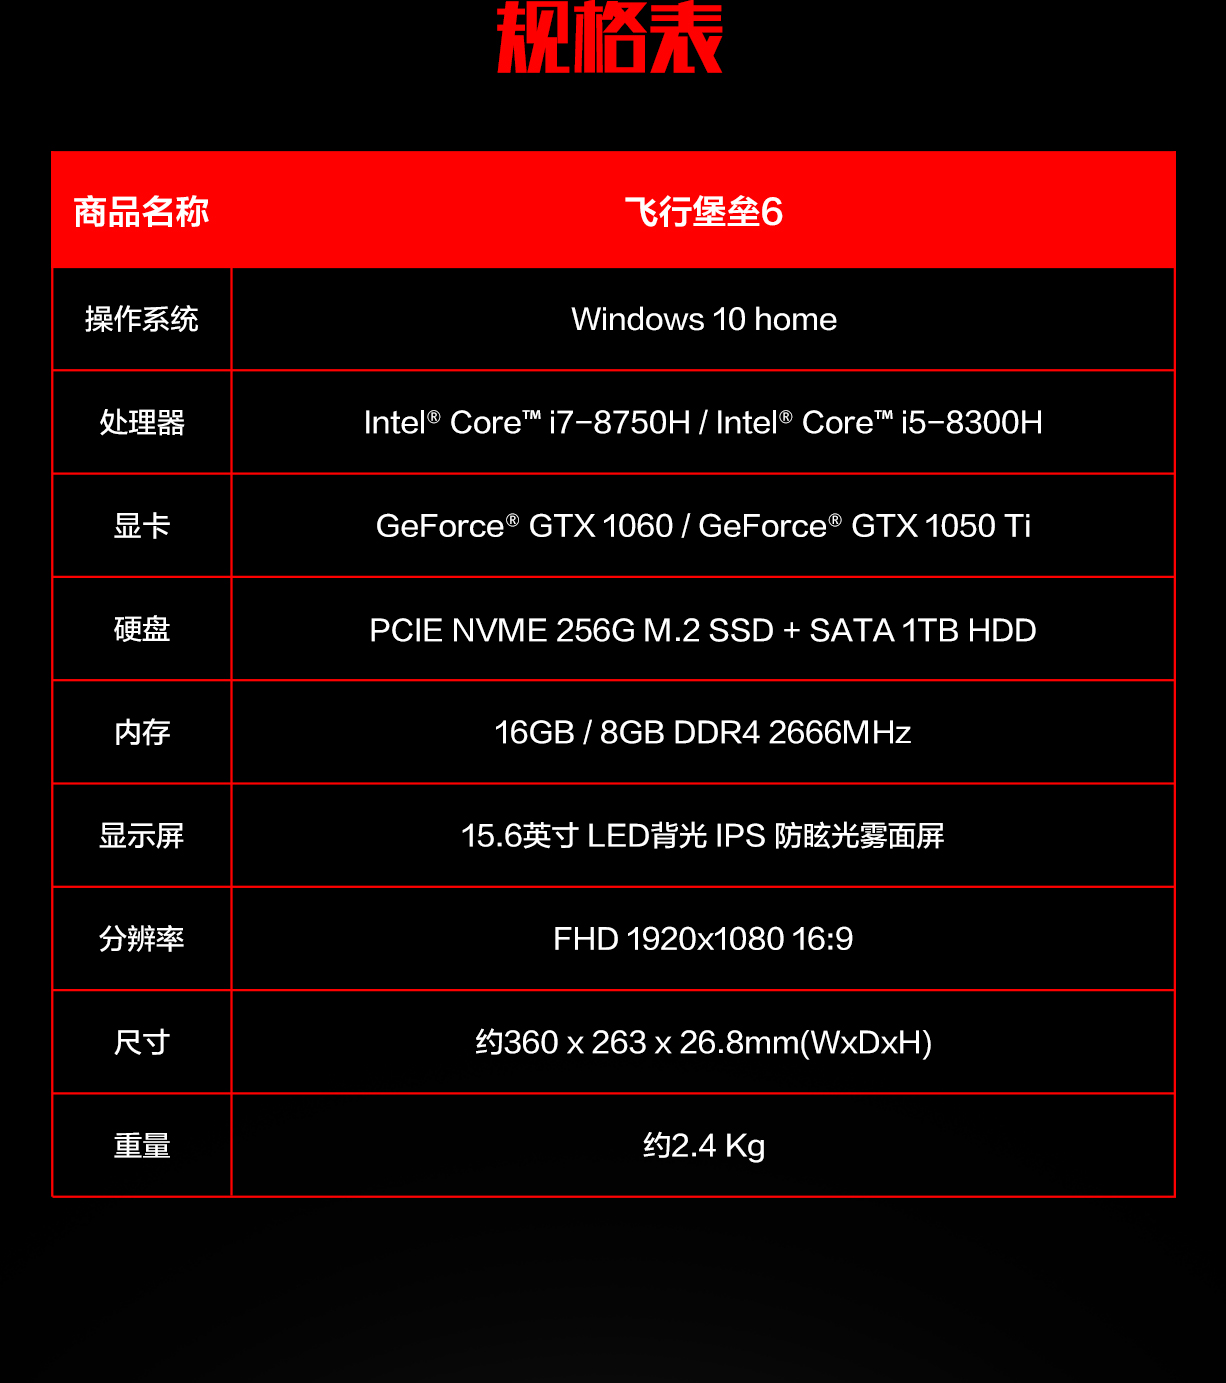 规格表
商品名称 飞行堡垒6
操作系统 Windows 10 home
处理器 Intel® Core™ i7-8750H / Intel® Core™ i5-8300H
显卡 GeForce® GTX 1060 / GeForce® GTX 1050 Ti
硬盘 PCIE NVME 256G M.2 SSD + SATA 1TB HDD
内存 16GB / 8GB DDR4 2666MHz
显示屏 15.6英寸 LED背光 IPS 防眩光雾面屏
分辨率 FHD 1920x1080 16:9
尺寸 约360 x 263 x 26.8mm(WxDxH)
重量 约2.4 Kg